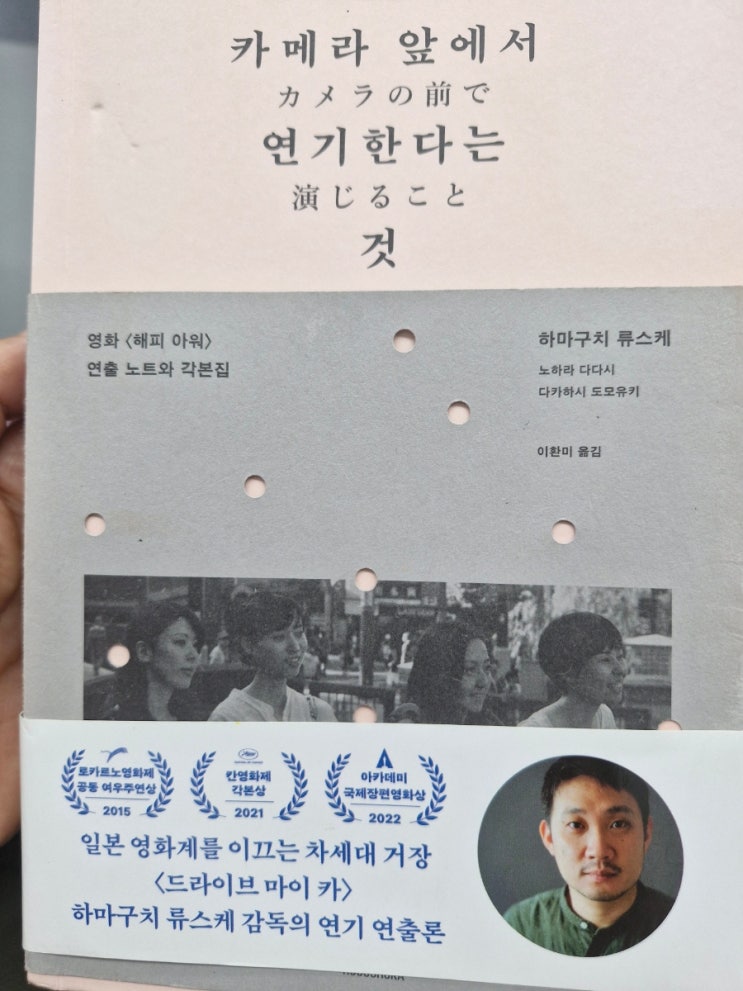 카메라 앞에서
カメラの前で
연기한다는
演じること
것
영화 〈해피 아워〉
연출 노트와 각본집
하마구치 류스케
노하라 다다시
다카하시 도모유키
이환미 옮김
토카르노영화제
공동 여우주연상
2015
칸영화제
각본상
2021
아카데미
국제장편영화상
2022
일본 영화계를 이끄는 차세대 거장
〈드라이브 마이 카〉
하마구치 류스케 감독의 연기 연출론